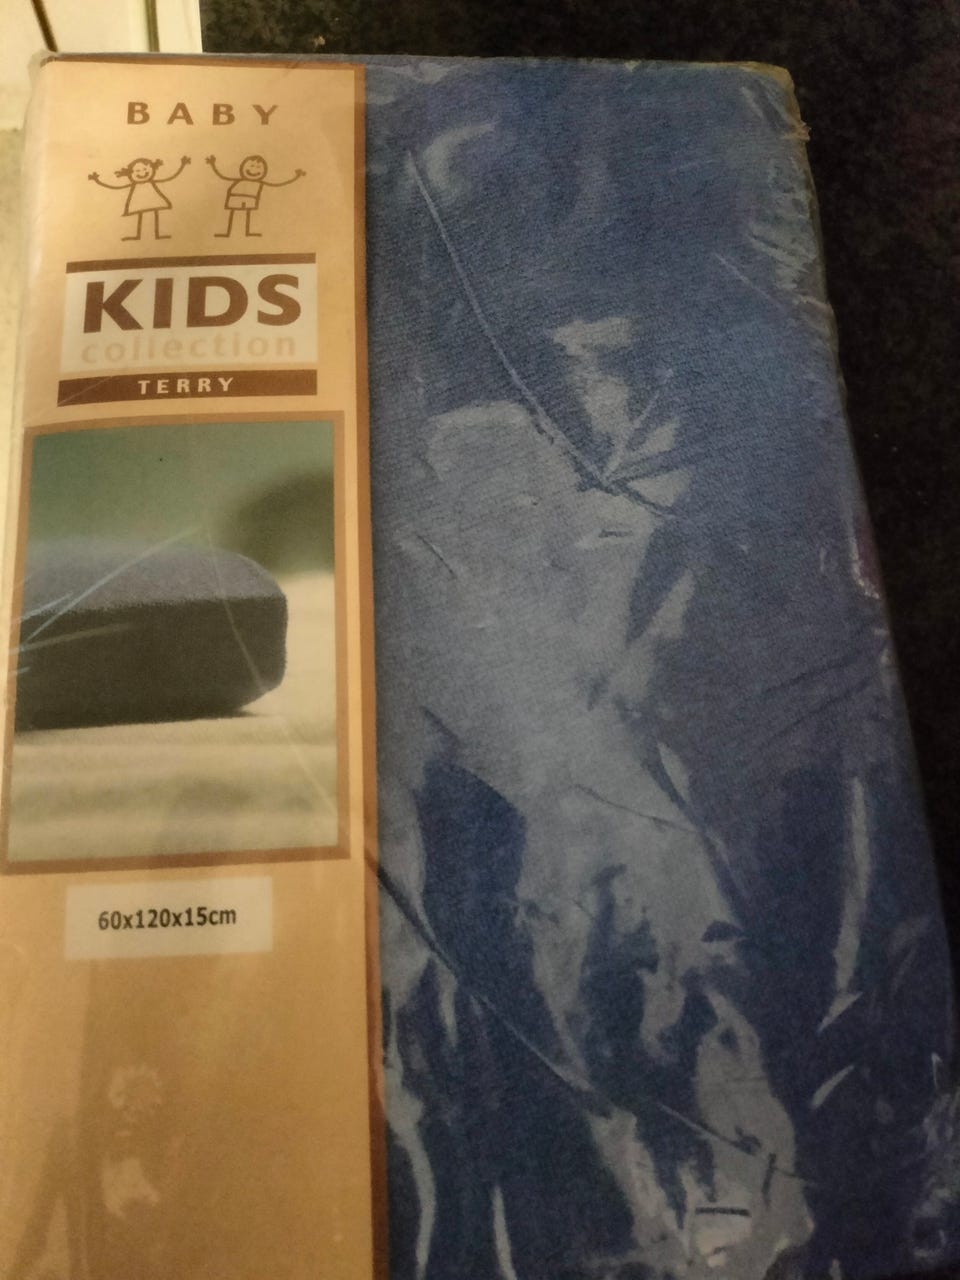 BABY
KIDS
collection
TERRY
60x120x15cm